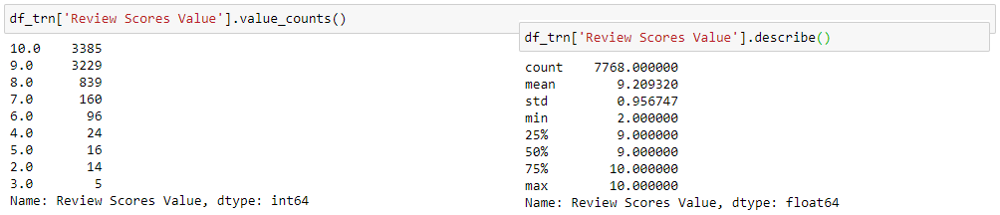 df_trn['Review Scores Value'].value_counts()
10.0    3385
9.0     3229
8.0      839
7.0      160
6.0       96
4.0       24
5.0       16
2.0       14
3.0        5
Name: Review Scores Value, dtype: int64
df_trn['Review Scores Value'].describe()
count    7768.000000
mean        9.209320
std         0.956747
min         2.000000
25%         9.000000
50%         9.000000
75%        10.000000
max        10.000000
Name: Review Scores Value, dtype: float64